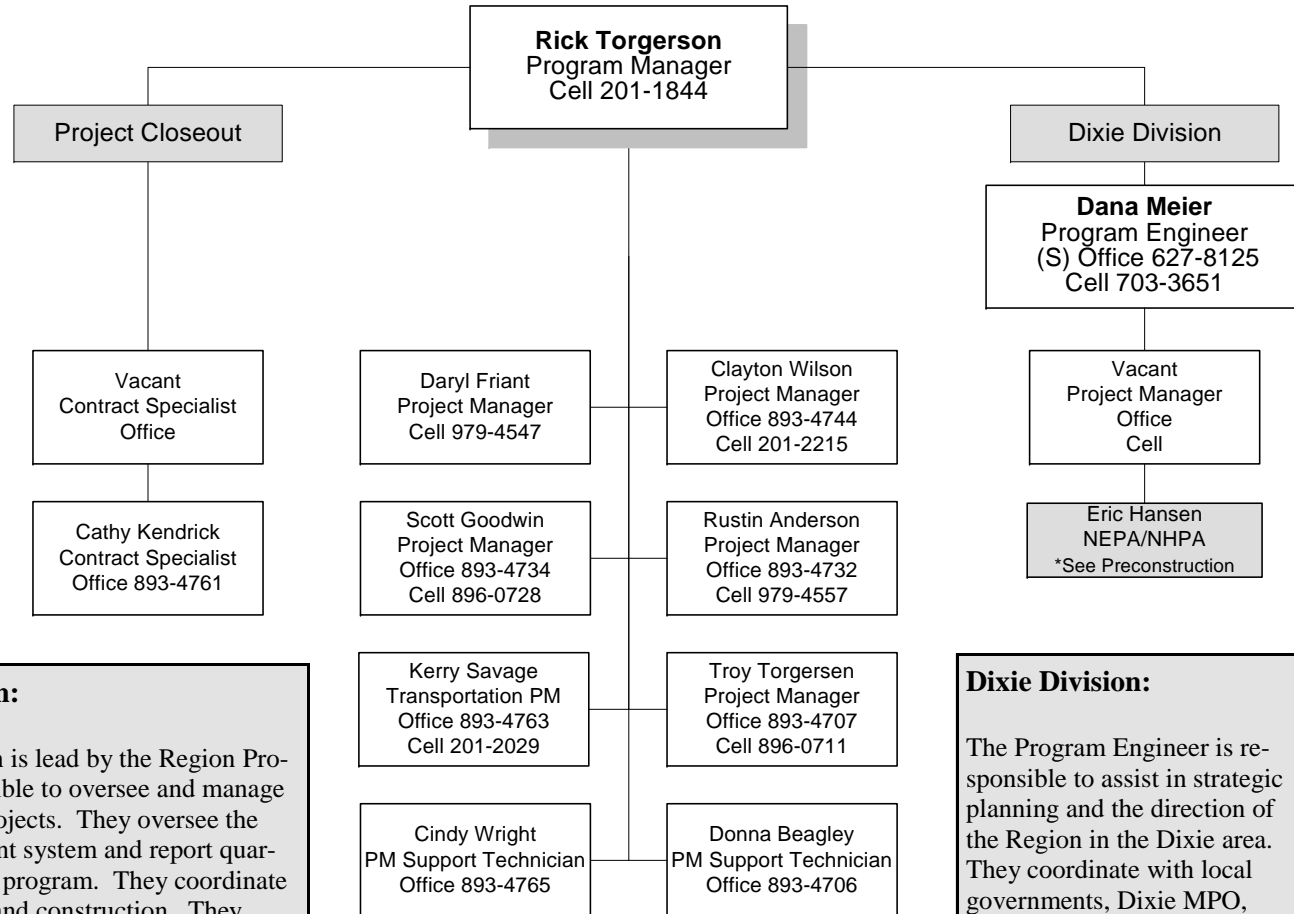 Rick Torgerson
Program Manager
Cell 201-1844
Project Closeout
Dixie Division
Dana Meier
Program Engineer
(S) Office 627-8125
Cell 703-3651
Vacant
Contract Specialist
Office
Daryl Friant
Project Manager
Cell 979-4547
Clayton Wilson
Project Manager
Office 893-4744
Cell 201-2215
Vacant
Project Manager
Office
Cell
Cathy Kendrick
Contract Specialist
Office 893-4761
Scott Goodwin
Project Manager
Office 893-4734
Cell 896-0728
Rustin Anderson
Project Manager
Office 893-4732
Cell 979-4557
Eric Hansen
NEPA/NHPA
*See Preconstruction
Kerry Savage
Transportation PM
Office 893-4763
Cell 201-2029
Troy Torgersen
Project Manager
Office 893-4707
Cell 896-0711
Cindy Wright
PM Support Technician
Office 893-4765
Donna Beagley
PM Support Technician
Office 893-4706
is lead by the Region Pro-
ible to oversee and manage
ojects. They oversee the
nt system and report quar-
program. They coordinate
and construction. They
Dixie Division:
The Program Engineer is re-
sponsible to assist in strategic
planning and the direction of
the Region in the Dixie area.
They coordinate with local
governments, Dixie MPO,